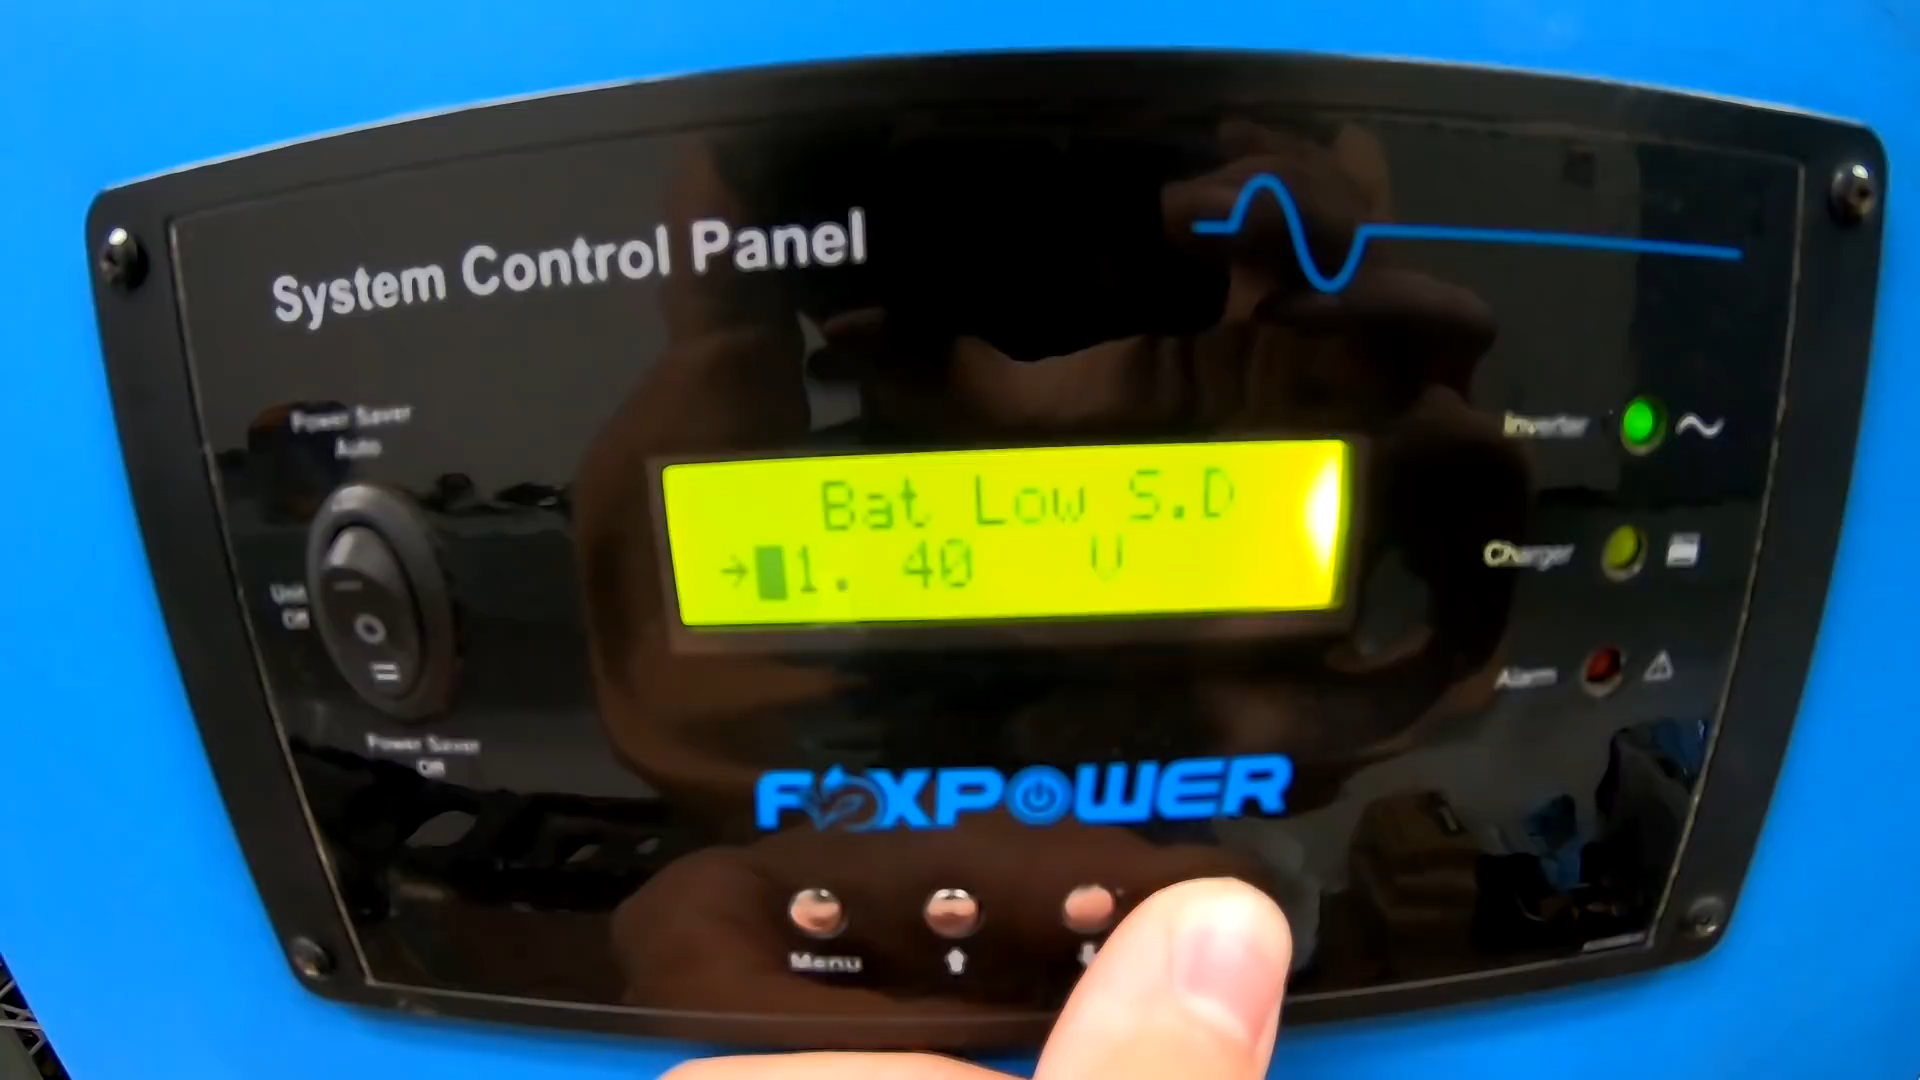 System Control Panel
Power Saver
Auto
Unit
Off
Power Saver
Off
Bat Low S.D
→█1. 40 V
Inverter
Charger
Alarm
FOXPOWER
Menu